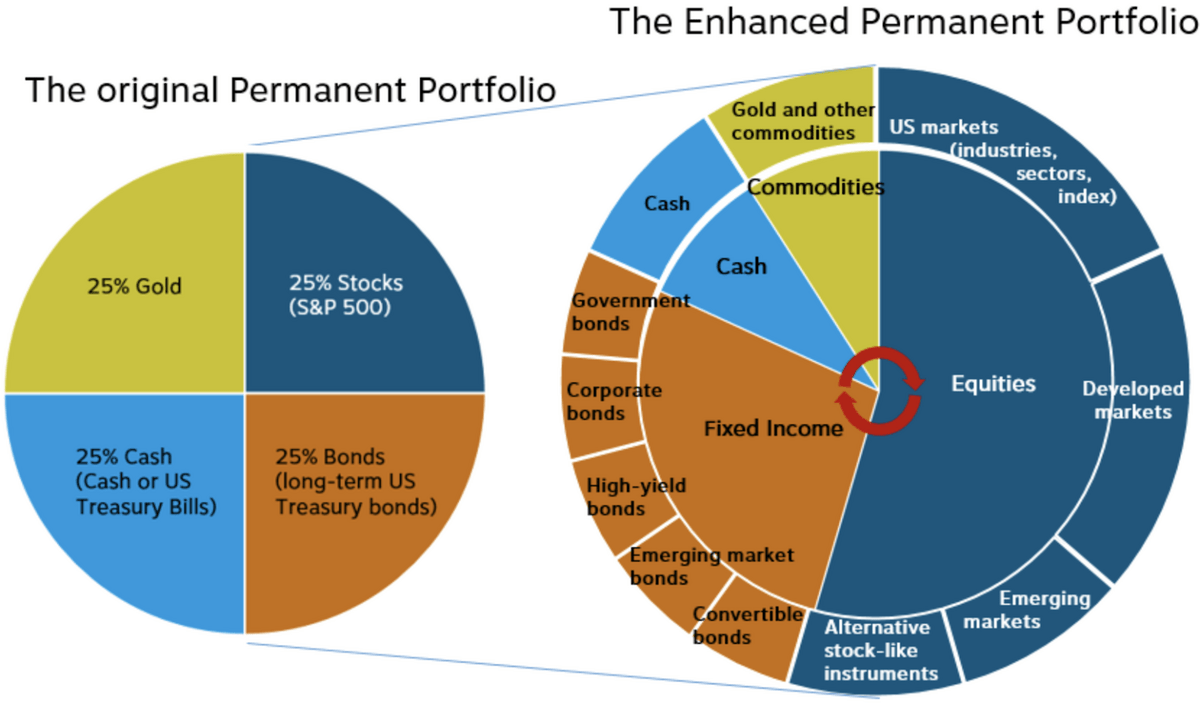 The Enhanced Permanent Portfolio
The original Permanent Portfolio
25% Gold
25% Stocks
(S&P 500)
25% Cash
(Cash or US
Treasury Bills)
25% Bonds
(long-term US
Treasury bonds)
Gold and other
commodities
US markets
(industries,
sectors,
index)
Commodities
Cash
Cash
Government
bonds
Corporate
bonds
Equities
Developed
markets
Fixed Income
High-yield
bonds
Emerging market
bonds
Convertible
bonds
Alternative
stock-like
instruments
Emerging
markets